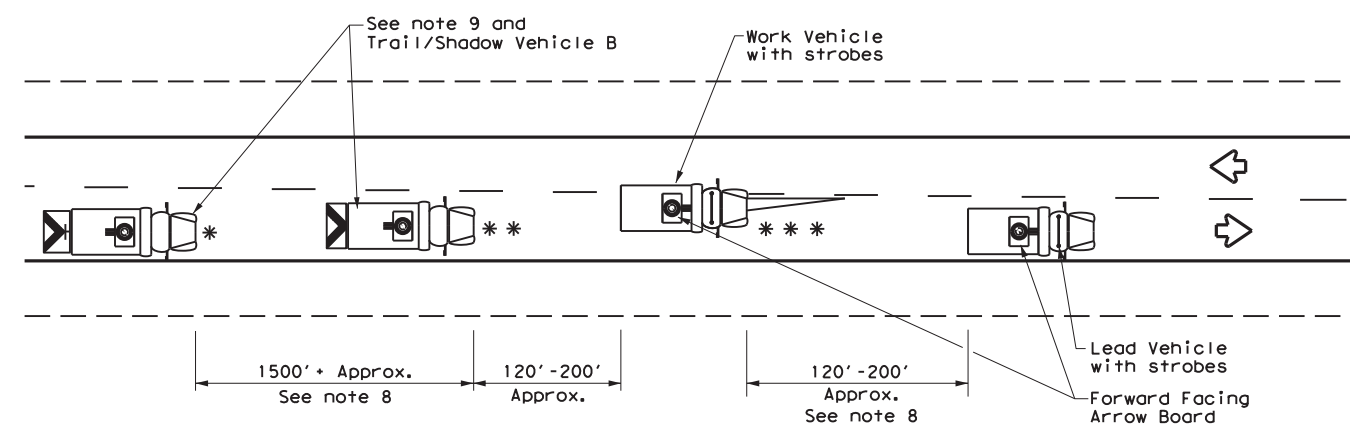 See note 9 and
Trail/Shadow Vehicle B
Work Vehicle
with strobes
*
* *
* * *
1500'+ Approx.
See note 8
120'-200'
Approx.
120'-200'
Approx.
See note 8
Lead Vehicle
with strobes
Forward Facing
Arrow Board